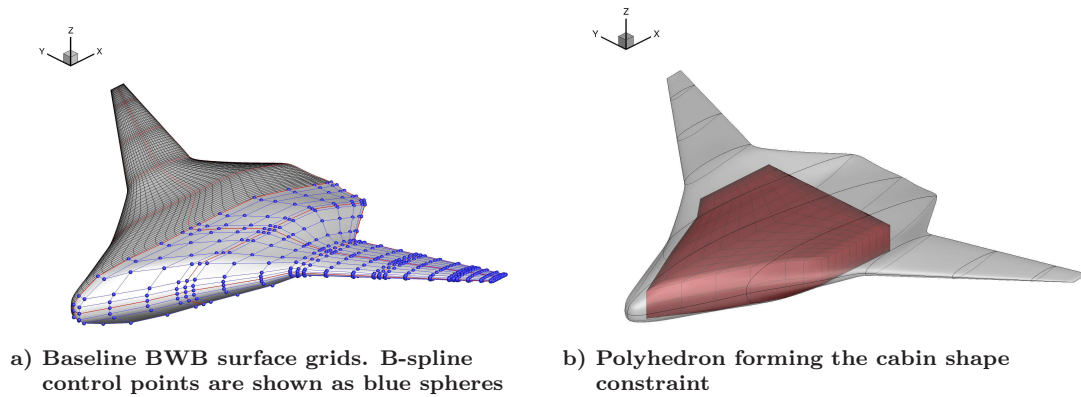 Z
Y
X
Z
Y
X
a) Baseline BWB surface grids. B-spline
control points are shown as blue spheres
b) Polyhedron forming the cabin shape
constraint